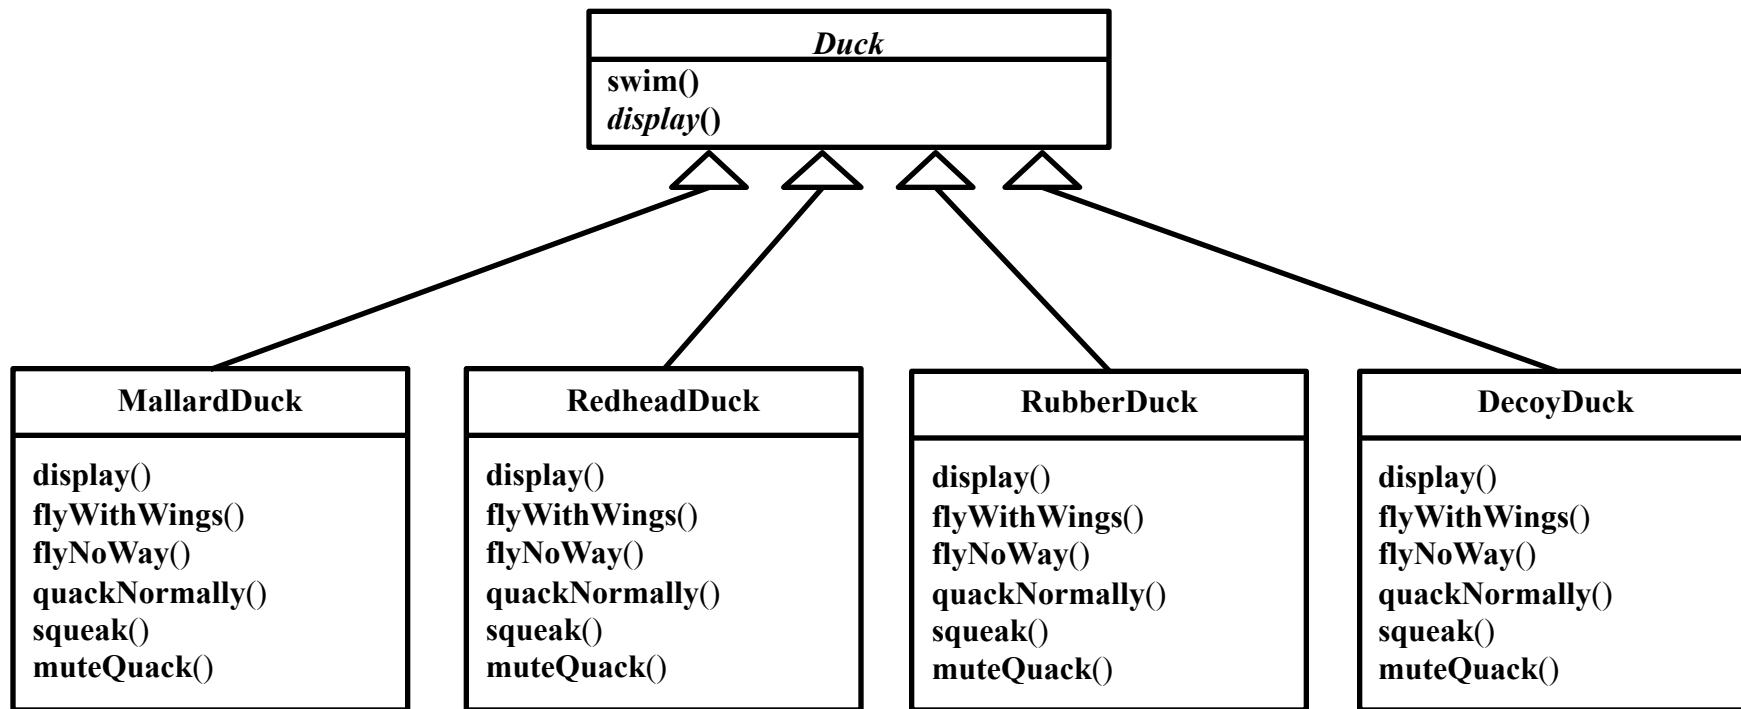 Duck
swim()
display()
MallardDuck
display()
flyWithWings()
flyNoWay()
quackNormally()
squeak()
muteQuack()
RedheadDuck
display()
flyWithWings()
flyNoWay()
quackNormally()
squeak()
muteQuack()
RubberDuck
display()
flyWithWings()
flyNoWay()
quackNormally()
squeak()
muteQuack()
DecoyDuck
display()
flyWithWings()
flyNoWay()
quackNormally()
squeak()
muteQuack()